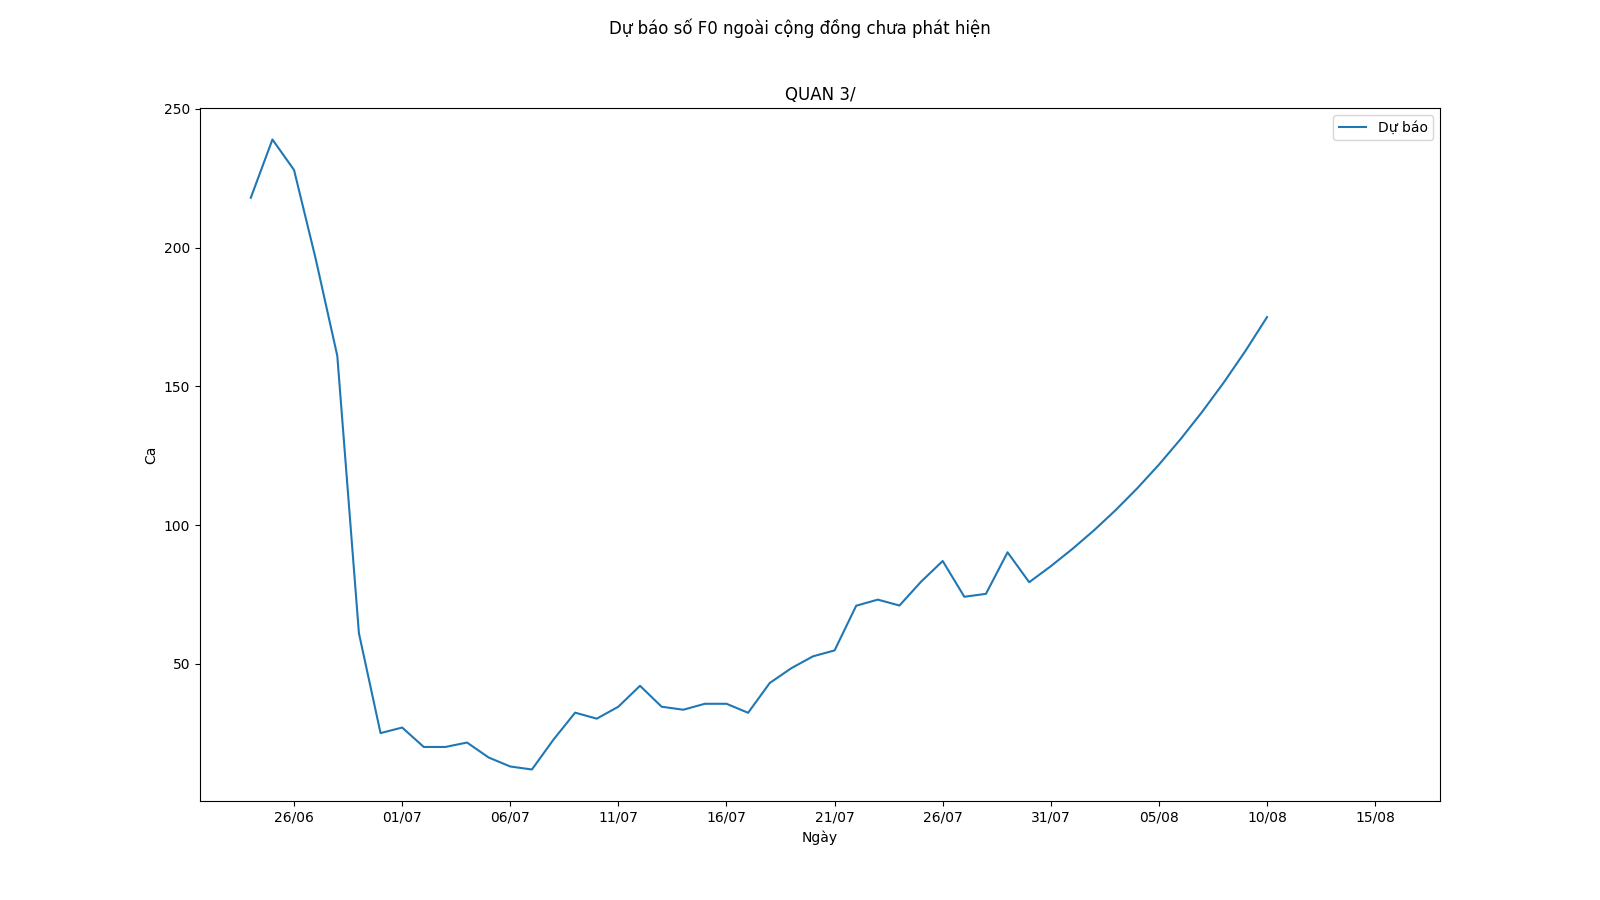 Dự báo số F0 ngoài cộng đồng chưa phát hiện
QUAN 3/
Dự báo
250
200
150
100
50
Ca
26/06 01/07 06/07 11/07 16/07 21/07 26/07 31/07 05/08 10/08 15/08
Ngày